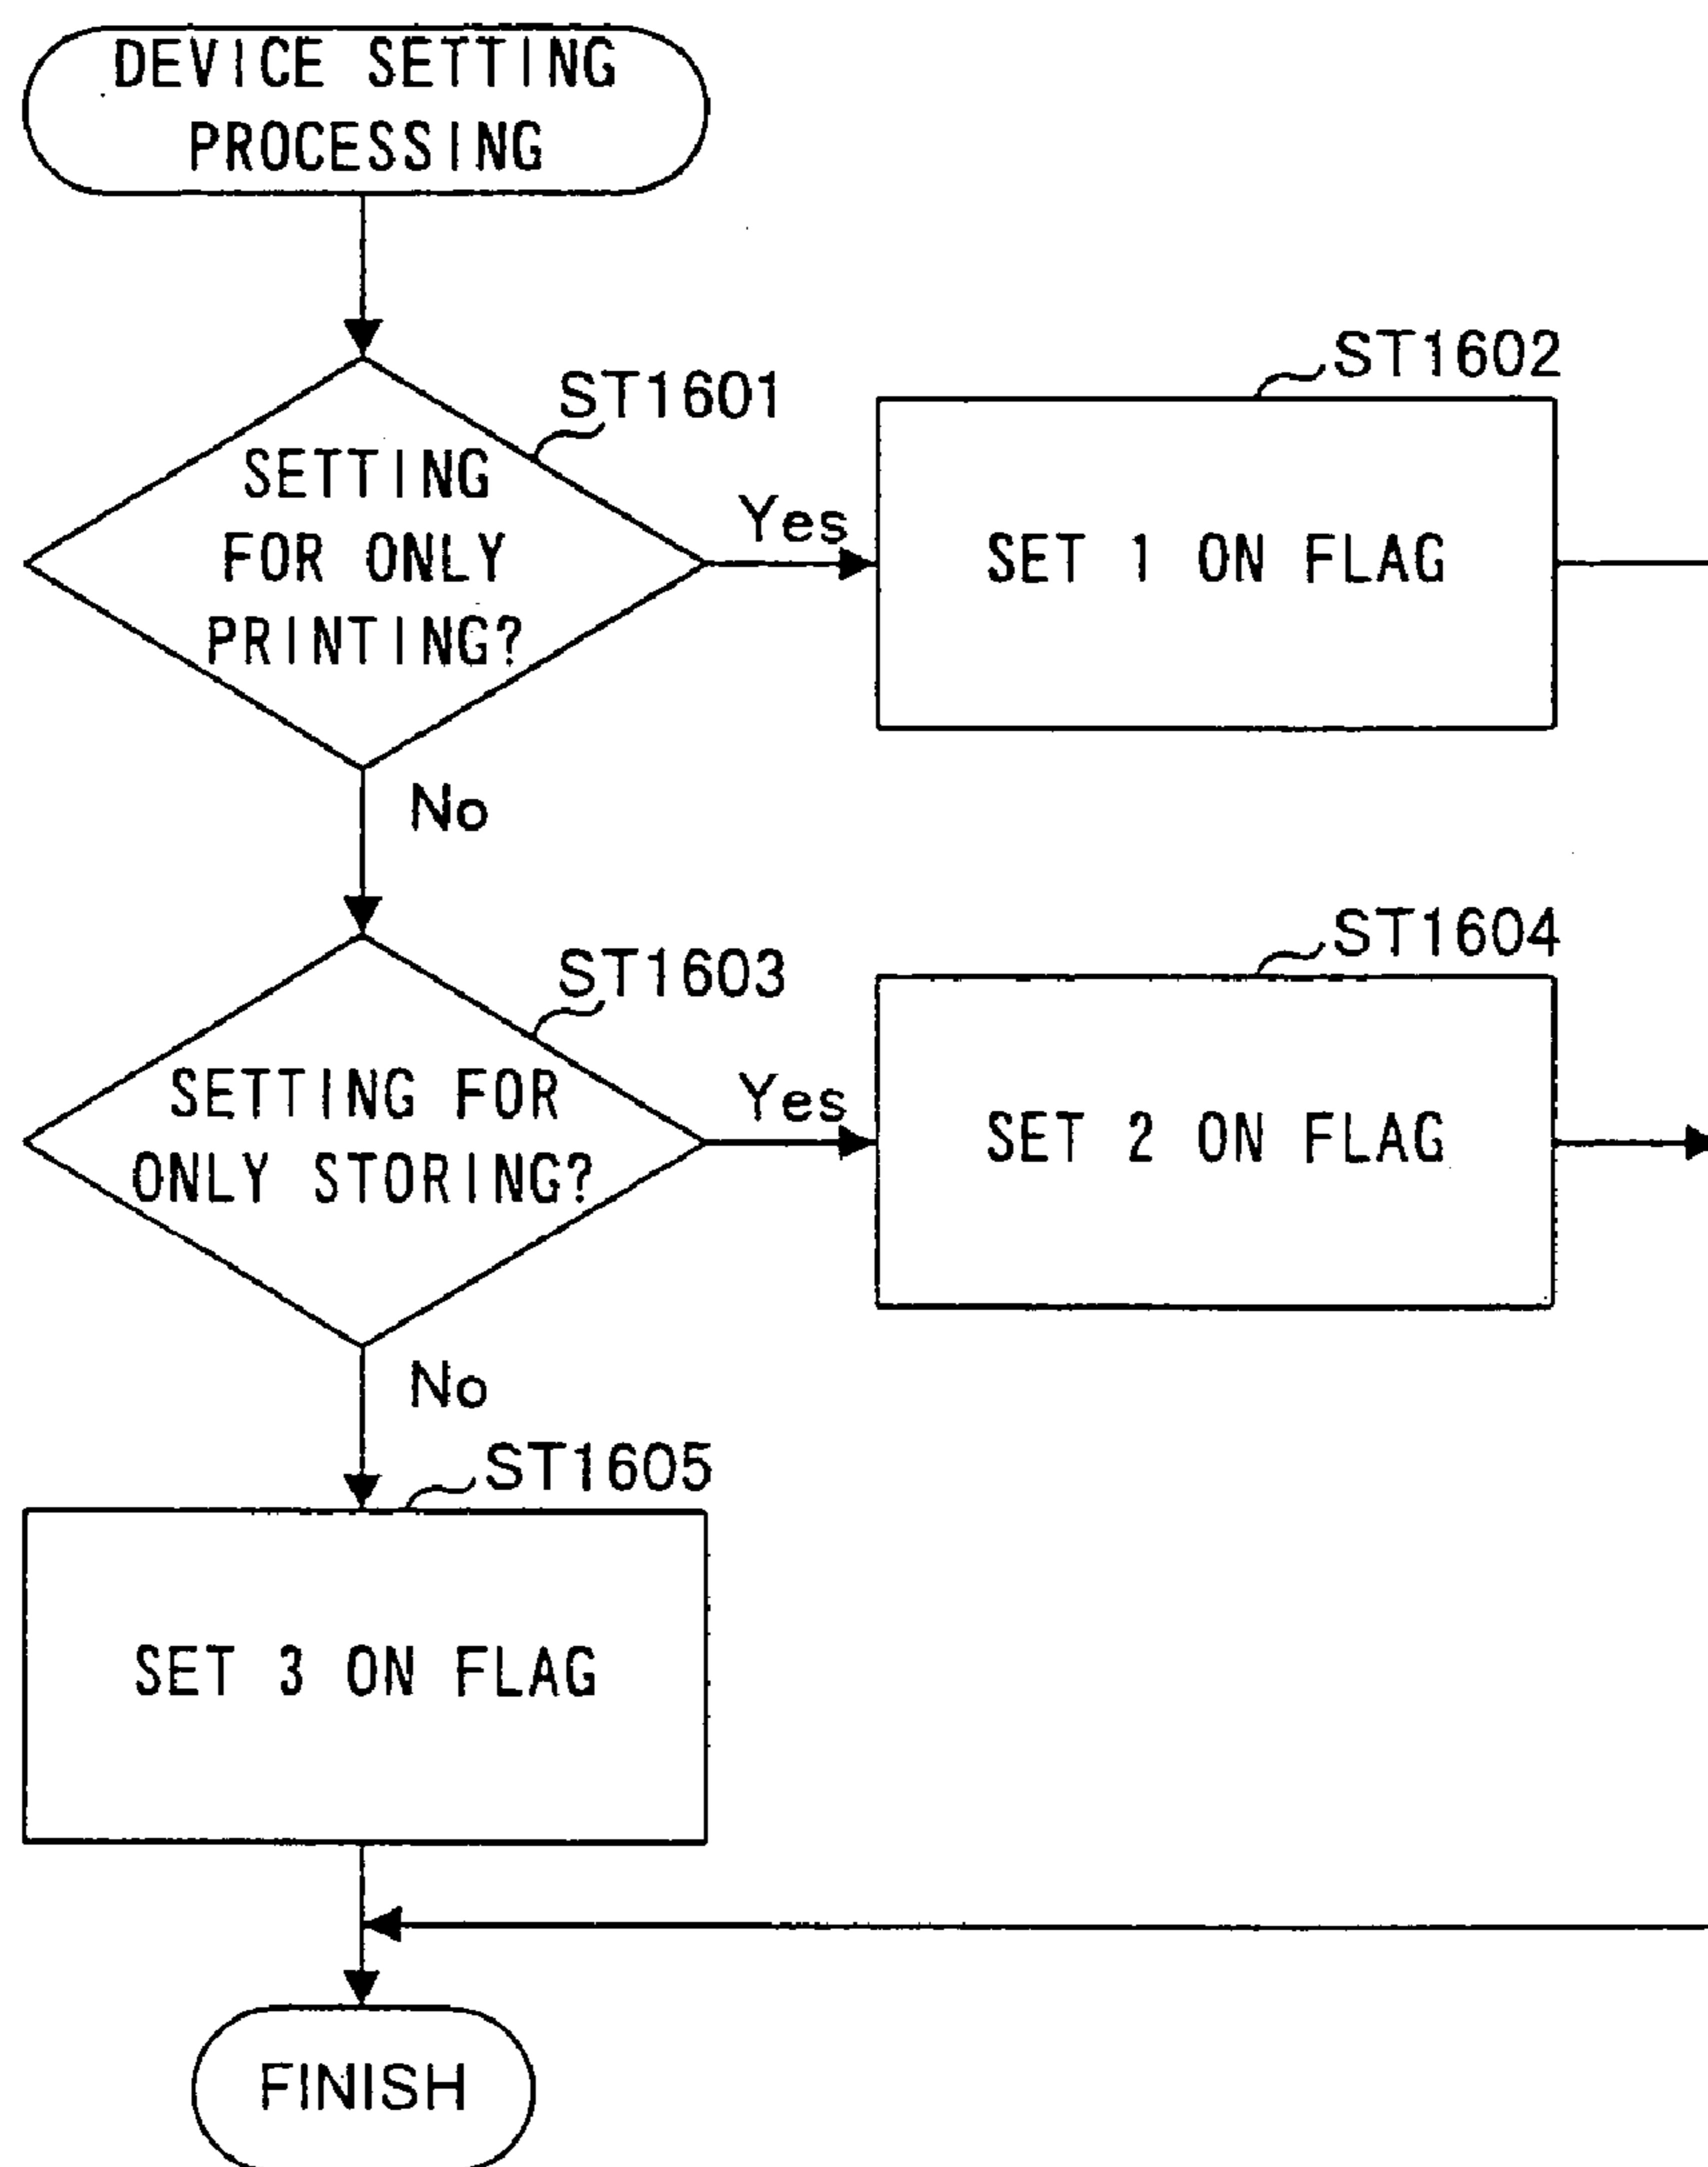 DEVICE SETTING
PROCESSING
ST1601
SETTING
FOR ONLY
PRINTING?
Yes
ST1602
SET 1 ON FLAG
No
ST1603
SETTING FOR
ONLY STORING?
Yes
ST1604
SET 2 ON FLAG
No
ST1605
SET 3 ON FLAG
FINISH